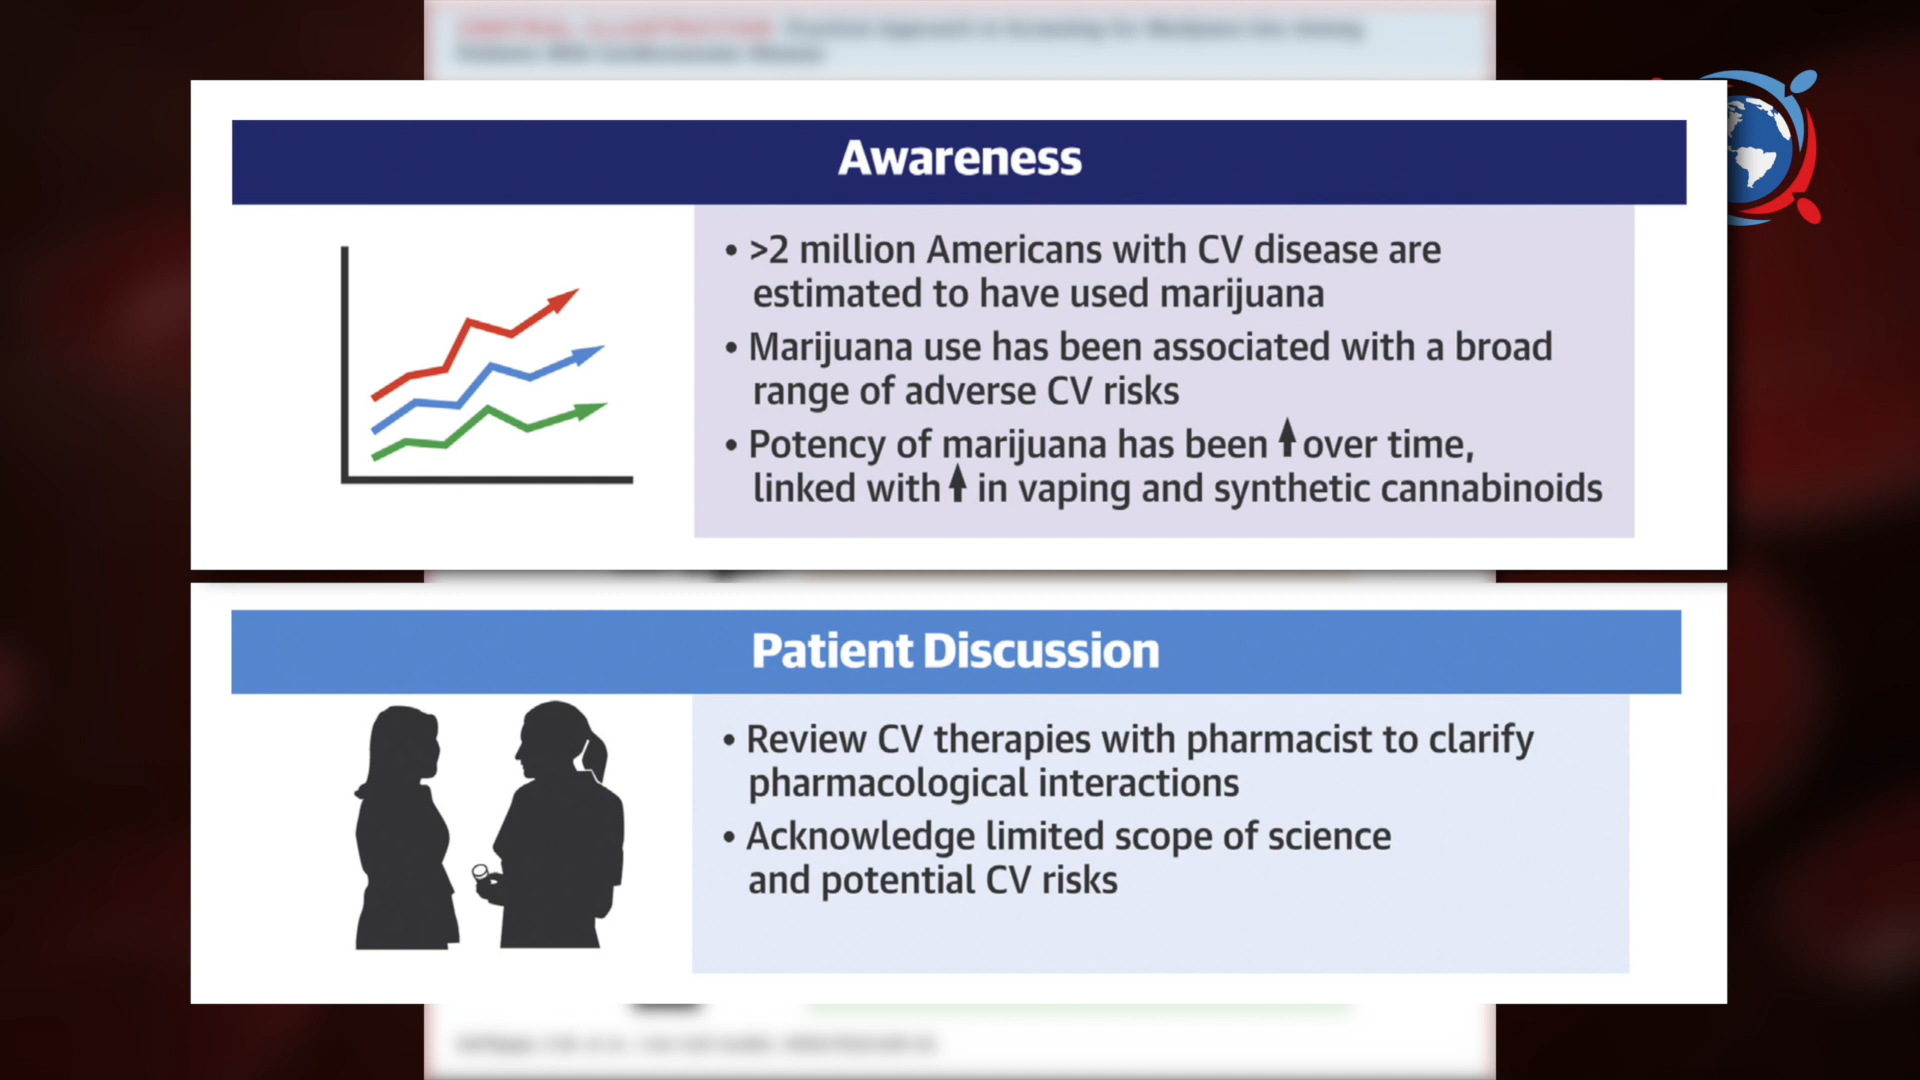 Awareness
• >2 million Americans with CV disease are
estimated to have used marijuana
• Marijuana use has been associated with a broad
range of adverse CV risks
• Potency of marijuana has been ↑ over time,
linked with ↑ in vaping and synthetic cannabinoids
Patient Discussion
• Review CV therapies with pharmacist to clarify
pharmacological interactions
• Acknowledge limited scope of science
and potential CV risks